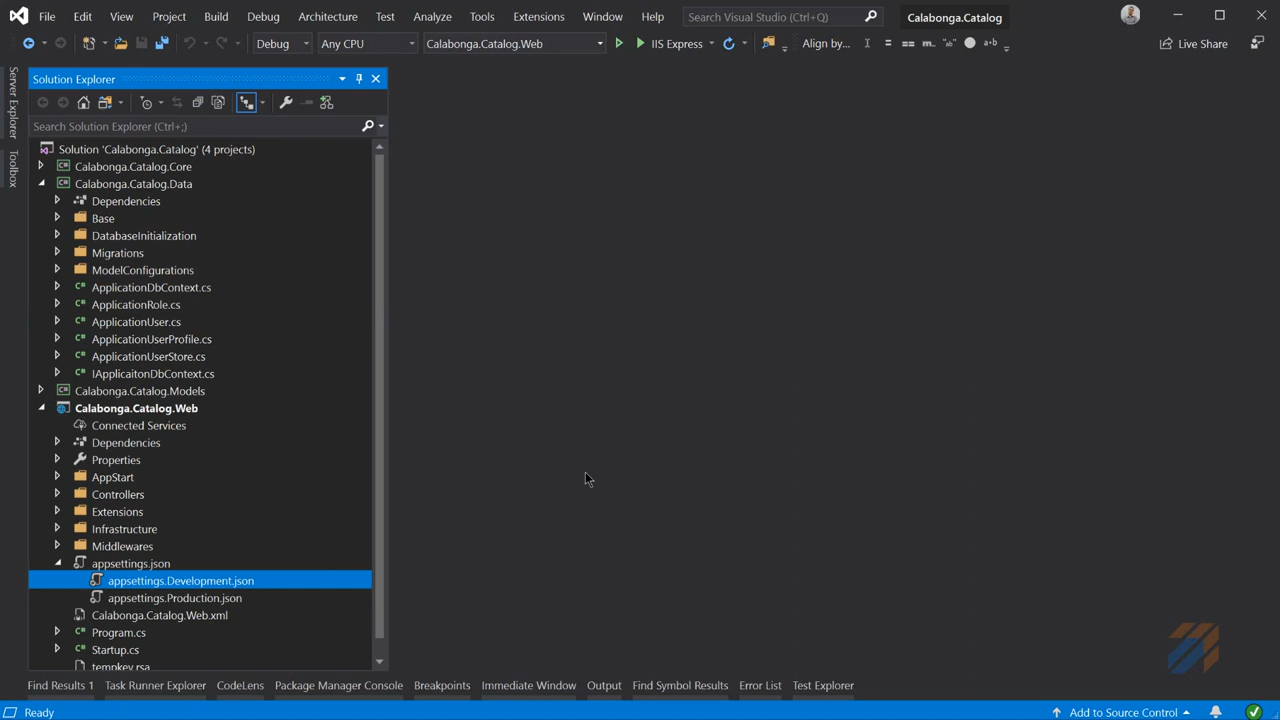 File Edit View Project Build Debug Architecture Test Analyze Tools Extensions Window Help Search Visual Studio (Ctrl+Q) Calabonga.Catalog
Debug Any CPU Calabonga.Catalog.Web IIS Express Align by... Live Share
Server Explorer
Toolbox
Solution Explorer
Search Solution Explorer (Ctrl+;)
Solution 'Calabonga.Catalog' (4 projects)
Calabonga.Catalog.Core
Calabonga.Catalog.Data
Dependencies
Base
DatabaseInitialization
Migrations
ModelConfigurations
ApplicationDbContext.cs
ApplicationRole.cs
ApplicationUser.cs
ApplicationUserProfile.cs
ApplicationUserStore.cs
IApplicaitonDbContext.cs
Calabonga.Catalog.Models
Calabonga.Catalog.Web
Connected Services
Dependencies
Properties
AppStart
Controllers
Extensions
Infrastructure
Middlewares
appsettings.json
appsettings.Development.json
appsettings.Production.json
Calabonga.Catalog.Web.xml
Program.cs
Startup.cs
tempkey.rsa
Find Results 1 Task Runner Explorer CodeLens Package Manager Console Breakpoints Immediate Window Output Find Symbol Results Error List Test Explorer
Ready Add to Source Control